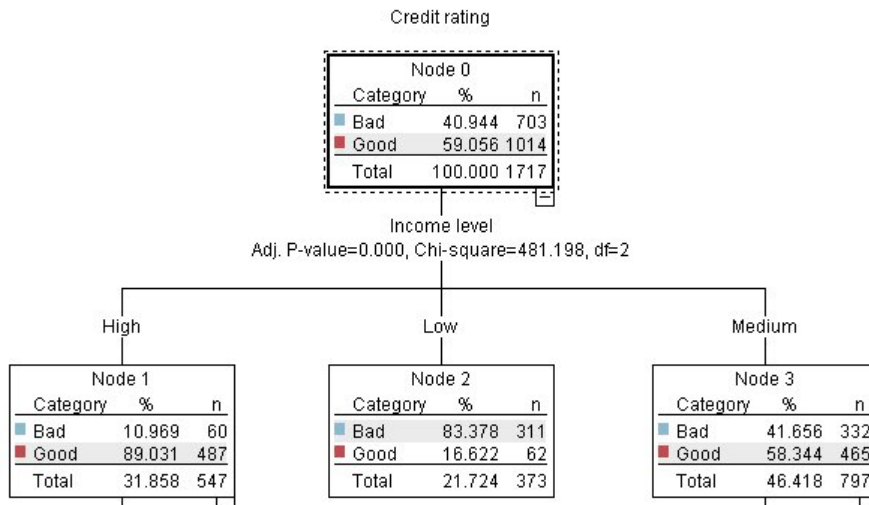 Credit rating
Node 0
Category % n
Bad 40.944 703
Good 59.056 1014
Total 100.000 1717
Income level
Adj. P-value=0.000, Chi-square=481.198, df=2
High
Low
Medium
Node 1
Category % n
Bad 10.969 60
Good 89.031 487
Total 31.858 547
Node 2
Category % n
Bad 83.378 311
Good 16.622 62
Total 21.724 373
Node 3
Category % n
Bad 41.656 332
Good 58.344 465
Total 46.418 797